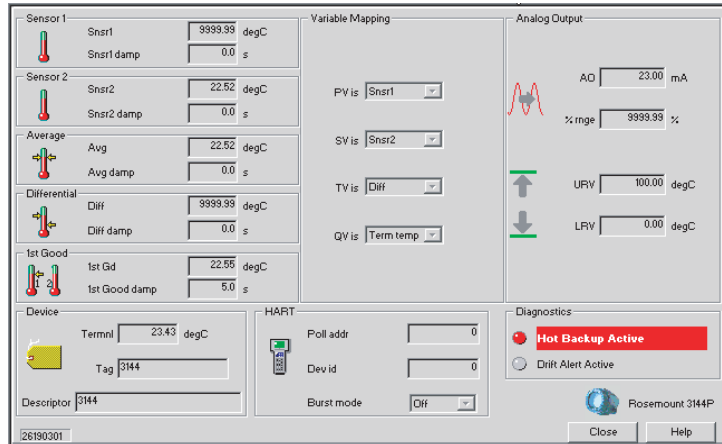 Sensor 1
Snsr1 9999.99 degC
Snsr1 damp 0.0 s
Sensor 2
Snsr2 22.52 degC
Snsr2 damp 0.0 s
Average
Avg 22.52 degC
Avg damp 0.0 s
Differential
Diff 9999.99 degC
Diff damp 0.0 s
1st Good
1 2
1st Gd 22.55 degC
1st Good damp 5.0 s
Variable Mapping
PV is Snsr1
SV is Snsr2
TV is Diff
QV is Term temp
Analog Output
AO 23.00 mA
% rnge 9999.99 %
URV 100.00 degC
LRV 0.00 degC
Device
Termnl 23.43 degC
Tag 3144
Descriptor 3144
HART
Poll addr 0
Dev id 0
Burst mode Off
Diagnostics
Hot Backup Active
Drift Alert Active
Rosemount 3144P
26190301
Close Help